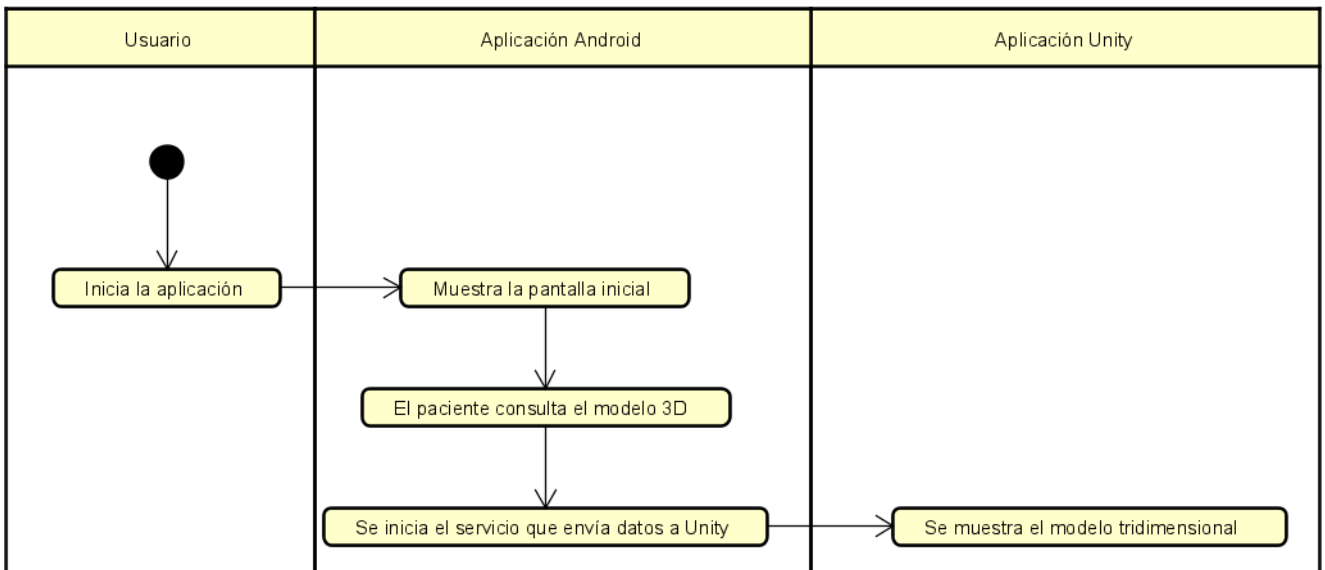 Usuario
Aplicación Android
Aplicación Unity
Inicia la aplicación
Muestra la pantalla inicial
El paciente consulta el modelo 3D
Se inicia el servicio que envía datos a Unity
Se muestra el modelo tridimensional